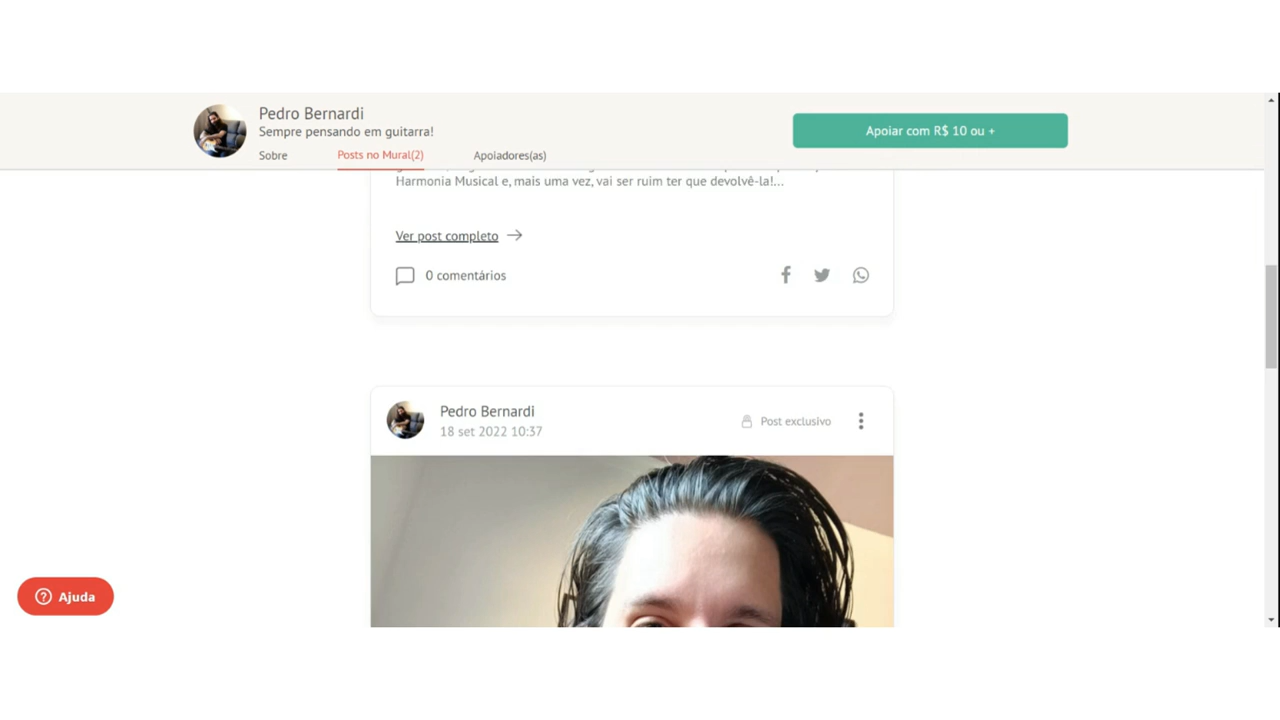 Pedro Bernardi
Sempre pensando em guitarra!
Sobre
Posts no Mural(2)
Apoiadores(as)
Apoiar com R$ 10 ou +
Harmonia Musical e, mais uma vez, vai ser ruim ter que devolvê-la!...
Ver post completo
0 comentários
Pedro Bernardi
18 set 2022 10:37
Post exclusivo
Ajuda